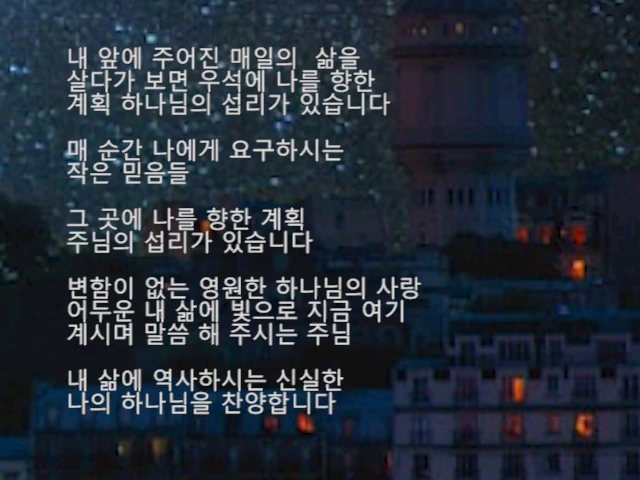 내 앞에 주어진 매일의 삶을
살다가 보면 우석에 나를 향한
계획 하나님의 섭리가 있습니다
매 순간 나에게 요구하시는
작은 믿음들
그 곳에 나를 향한 계획
주님의 섭리가 있습니다
변함이 없는 영원한 하나님의 사랑
어두운 내 삶에 빛으로 지금 여기
계시며 말씀 해 주시는 주님
내 삶에 역사하시는 신실한
나의 하나님을 찬양합니다